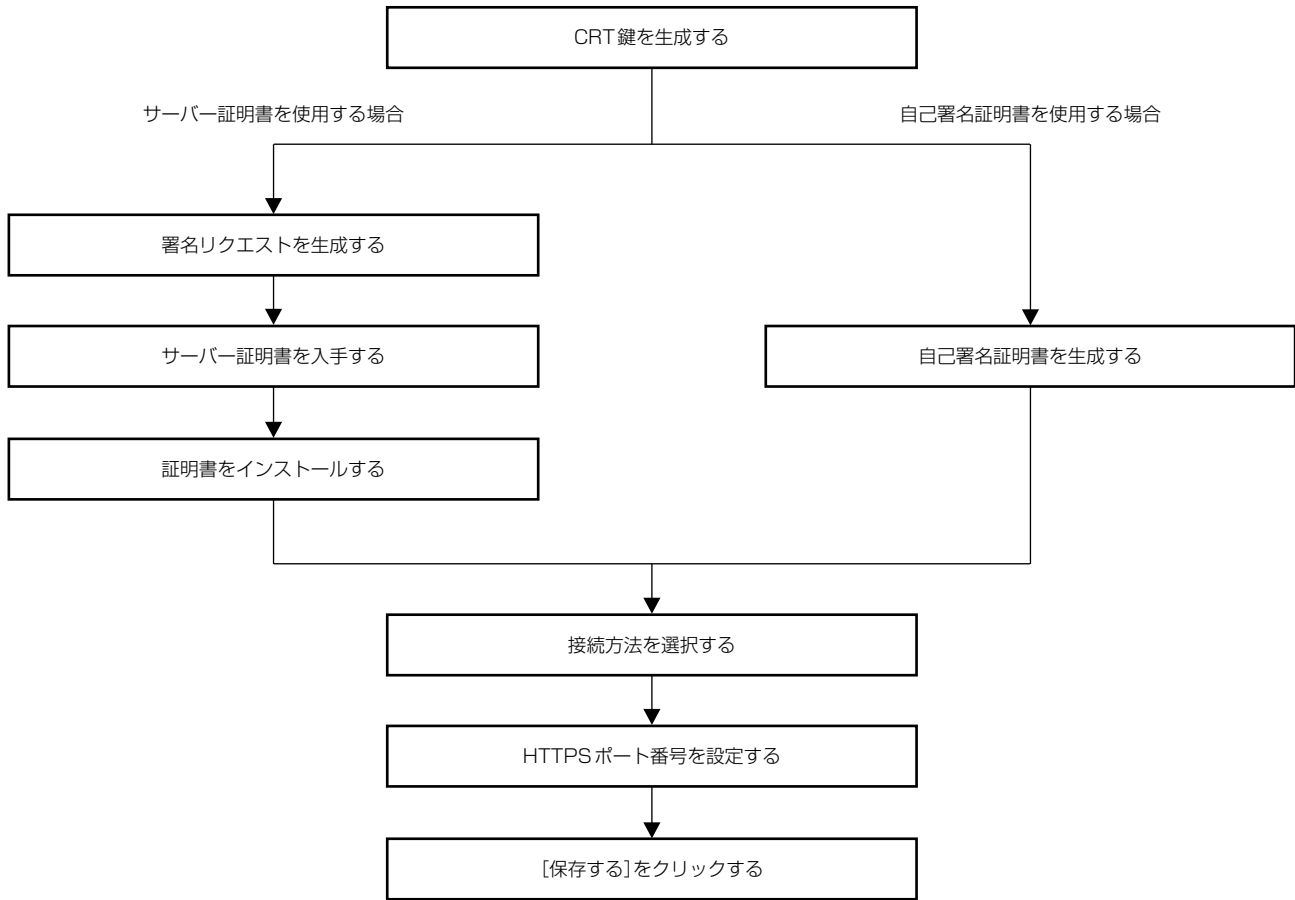 CRT鍵を生成する
サーバー証明書を使用する場合
自己署名証明書を使用する場合
署名リクエストを生成する
サーバー証明書を入手する
自己署名証明書を生成する
証明書をインストールする
接続方法を選択する
HTTPSポート番号を設定する
[保存する]をクリックする